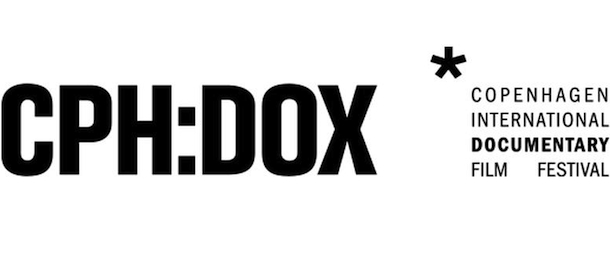 CPH:DOX
*
COPENHAGEN
INTERNATIONAL
DOCUMENTARY
FILM FESTIVAL